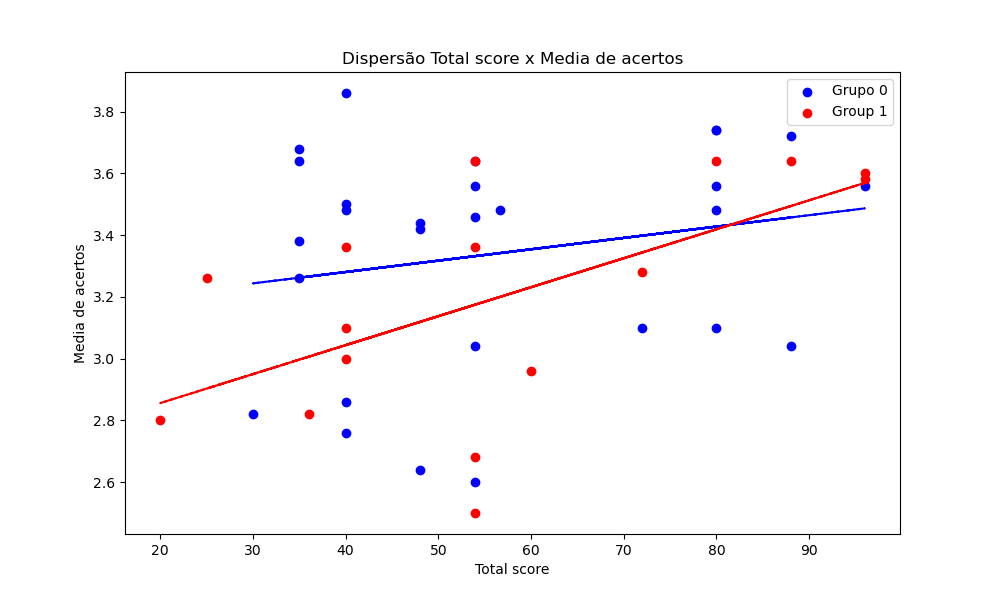 Dispersão Total score x Media de acertos
Grupo 0
Group 1
Media de acertos
3.8
3.6
3.4
3.2
3.0
2.8
2.6
20 30 40 50 60 70 80 90
Total score